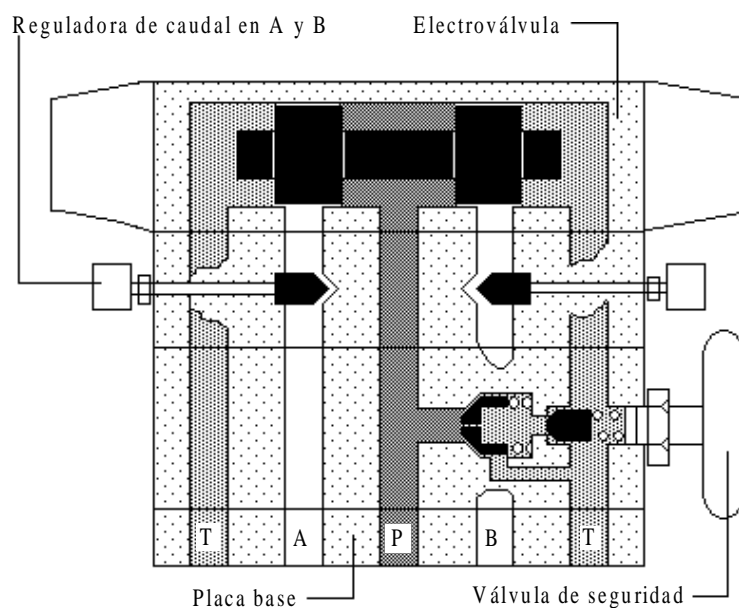 Reguladora de caudal en A y B
Electroválvula
T
A
P
B
T
Placa base
Válvula de seguridad